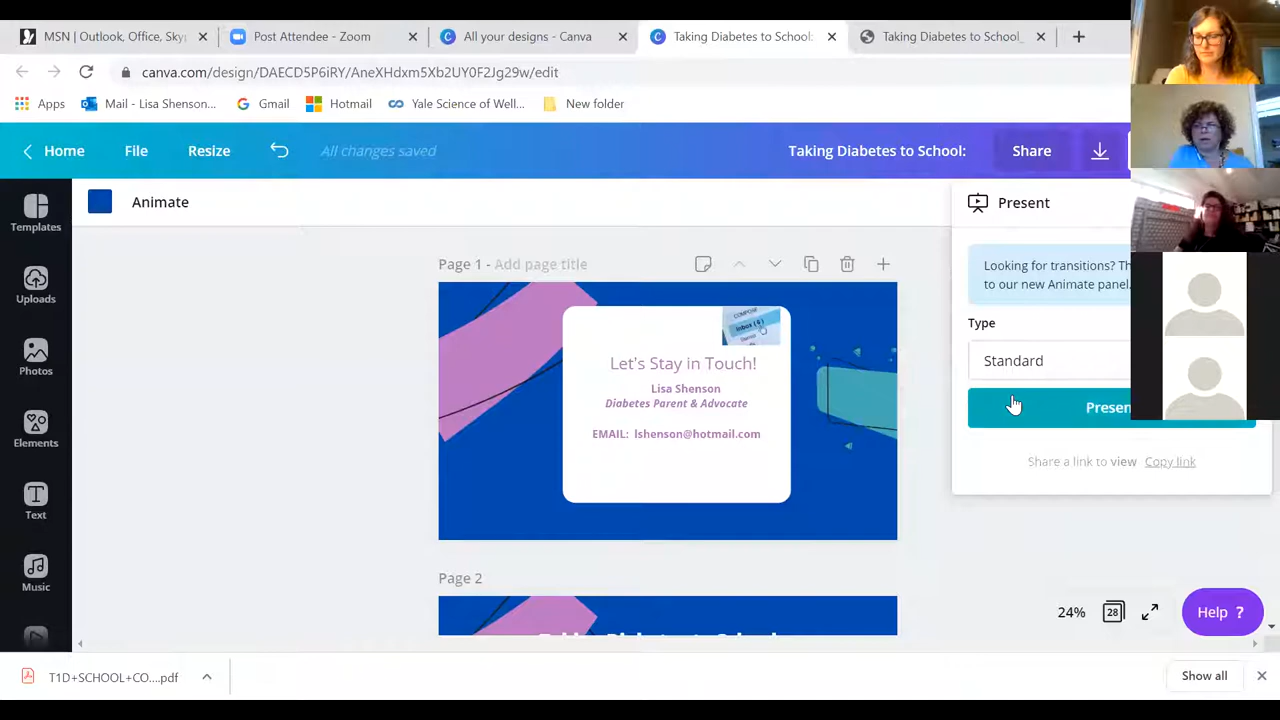 MSN | Outlook, Office, Sky
Post Attendee - Zoom
All your designs - Canva
Taking Diabetes to School:
Taking Diabetes to School_
canva.com/design/DAECD5P6iRY/AneXHdxm5Xb2UY0F2Jg29w/edit
Apps
Mail - Lisa Shenson...
Gmail
Hotmail
Yale Science of Well...
New folder
Home
File
Resize
All changes saved
Taking Diabetes to School:
Share
Animate
Present
Templates
Uploads
Photos
Elements
Text
Music
Page 1 - Add page title
Looking for transitions? Th
to our new Animate panel.
Type
Standard
Presen
Share a link to view Copy link
COMPOSE
Inbox (4)
Let's Stay in Touch!
Lisa Shenson
Diabetes Parent & Advocate
EMAIL: lshenson@hotmail.com
Page 2
24%
28
Help ?
T1D+SCHOOL+CO....pdf
Show all